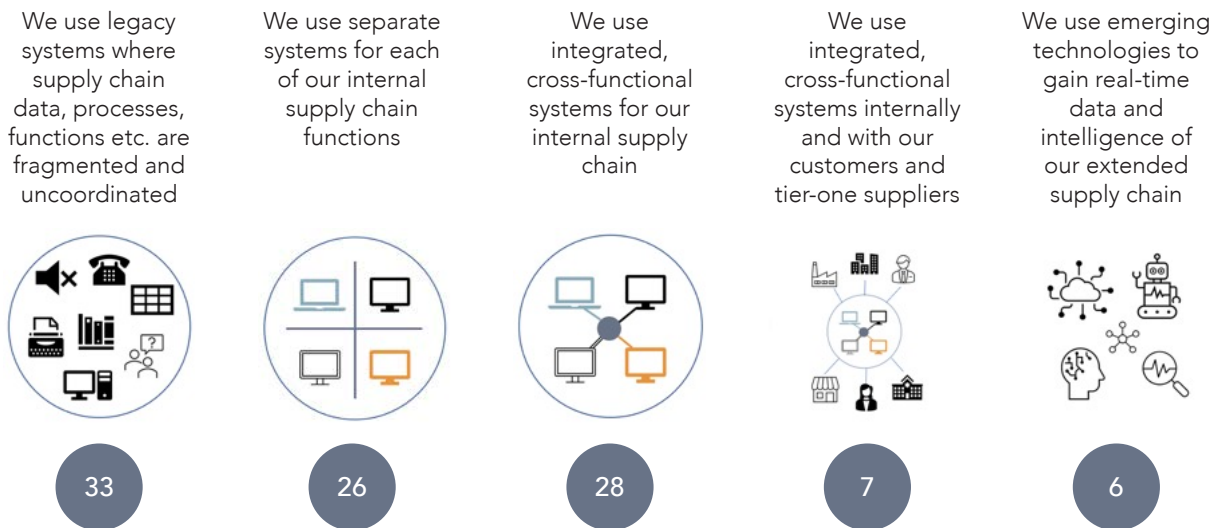 We use legacy
systems where
supply chain
data, processes,
functions etc. are
fragmented and
uncoordinated
We use separate
systems for each
of our internal
supply chain
functions
We use
integrated,
cross-functional
systems for our
internal supply
chain
We use
integrated,
cross-functional
systems internally
and with our
customers and
tier-one suppliers
We use emerging
technologies to
gain real-time
data and
intelligence of
our extended
supply chain
?
33
26
28
7
6